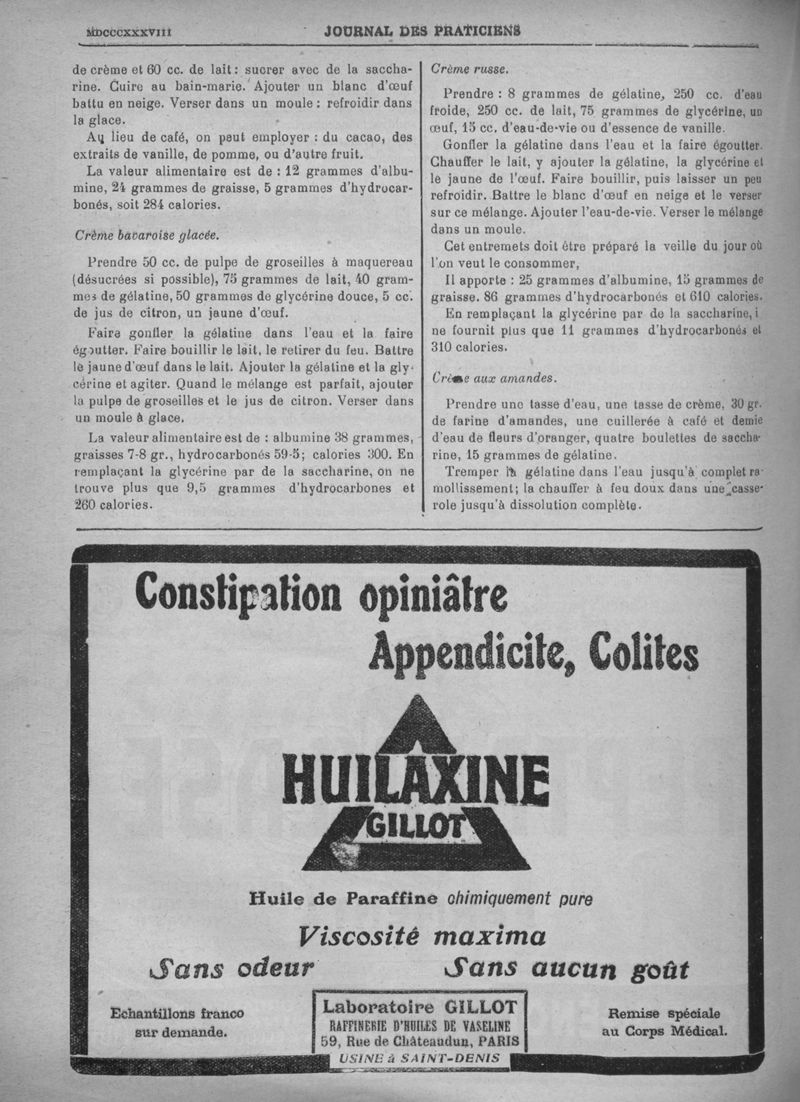 MDCCCXXXVIII
JOURNAL DES PRATICIENS
de crème et 60 cc. de lait : sucrer avec de la saccha-
rine. Cuire au bain-marie. Ajouter un blanc d'œuf
battu en neige. Verser dans un moule : refroidir dans
la glace.
Au lieu de café, on peut employer : du cacao, des
extraits de vanille, de pomme, ou d'autre fruit.
La valeur alimentaire est de : 12 grammes d'albu-
mine, 24 grammes de graisse, 5 grammes d'hydrocar-
bonés, soit 284 calories.
Crème bavaroise glacée.
Prendre 50 cc. de pulpe de groseilles à maquereau
(désucrées si possible), 75 grammes de lait, 40 gram-
mes de gélatine, 50 grammes de glycérine douce, 5 cc.
de jus de citron, un jaune d'œuf.
Faire gonfler la gélatine dans l'eau et la faire
égoutter. Faire bouillir le lait, le retirer du feu. Battre
le jaune d'œuf dans le lait. Ajouter la gélatine et la gly-
cérine et agiter. Quand le mélange est parfait, ajouter
la pulpe de groseilles et le jus de citron. Verser dans
un moule à glace.
La valeur alimentaire est de : albumine 38 grammes,
graisses 7-8 gr., hydrocarbonés 59-5; calories 300. En
remplaçant la glycérine par de la saccharine, on ne
trouve plus que 9,5 grammes d'hydrocarbones et
260 calories.
Crème russe.
Prendre : 8 grammes de gélatine, 250 cc. d'eau
froide, 250 cc. de lait, 75 grammes de glycérine, un
œuf, 15 cc. d'eau-de-vie ou d'essence de vanille.
Gonfler la gélatine dans l'eau et la faire égoutter.
Chauffer le lait, y ajouter la gélatine, la glycérine et
le jaune de l'œuf. Faire bouillir, puis laisser un peu
refroidir. Battre le blanc d'œuf en neige et le verser
sur ce mélange. Ajouter l'eau-de-vie. Verser le mélange
dans un moule.
Cet entremets doit être préparé la veille du jour où
l'on veut le consommer,
Il apporte : 25 grammes d'albumine, 15 grammes de
graisse. 86 grammes d'hydrocarbonés et 610 calories.
En remplaçant la glycérine par de la saccharine, i
ne fournit plus que 11 grammes d'hydrocarbonés et
310 calories.
Crème aux amandes.
Prendre une tasse d'eau, une tasse de crème, 30 gr.
de farine d'amandes, une cuillerée à café et demie
d'eau de fleurs d'oranger, quatre boulettes de saccha-
rine, 15 grammes de gélatine.
Tremper la gélatine dans l'eau jusqu'à complet ra-
mollissement; la chauffer à feu doux dans une casse-
role jusqu'à dissolution complète.
Constipation opiniâtre
Appendicite, Colites
HUILAXINE
GILLOT
Huile de Paraffine chimiquement pure
Viscosité maxima
Sans odeur Sans aucun goût
Echantillons franco
sur demande.
Laboratoire GILLOT
RAFFINERIE D'HUILES DE VASELINE
59, Rue de Châteaudun, PARIS
USINE à SAINT-DENIS
Remise spéciale
au Corps Médical.